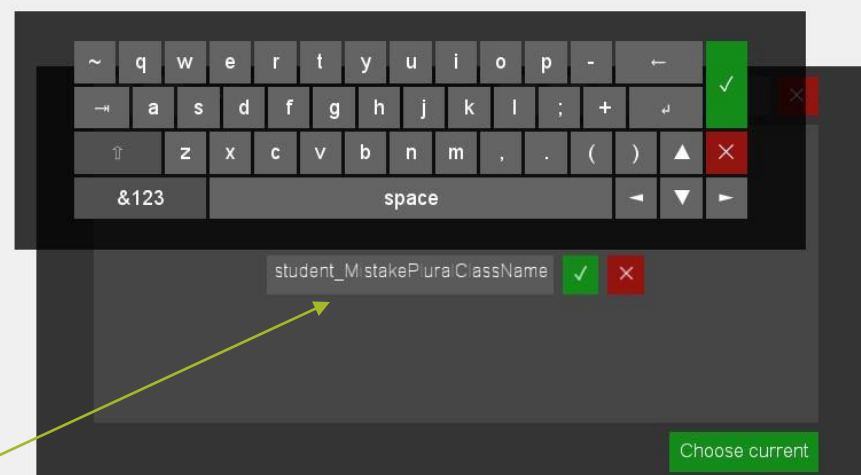 ~ q w e r t y u i o p - ←
✓
⇥ a s d f g h j k l ; + ↵
⇧ z x c v b n m , . ( ) ▲ ✕
&123 space ◄ ▼ ►
student_MistakePluralClassName ✓ ✕
Choose current